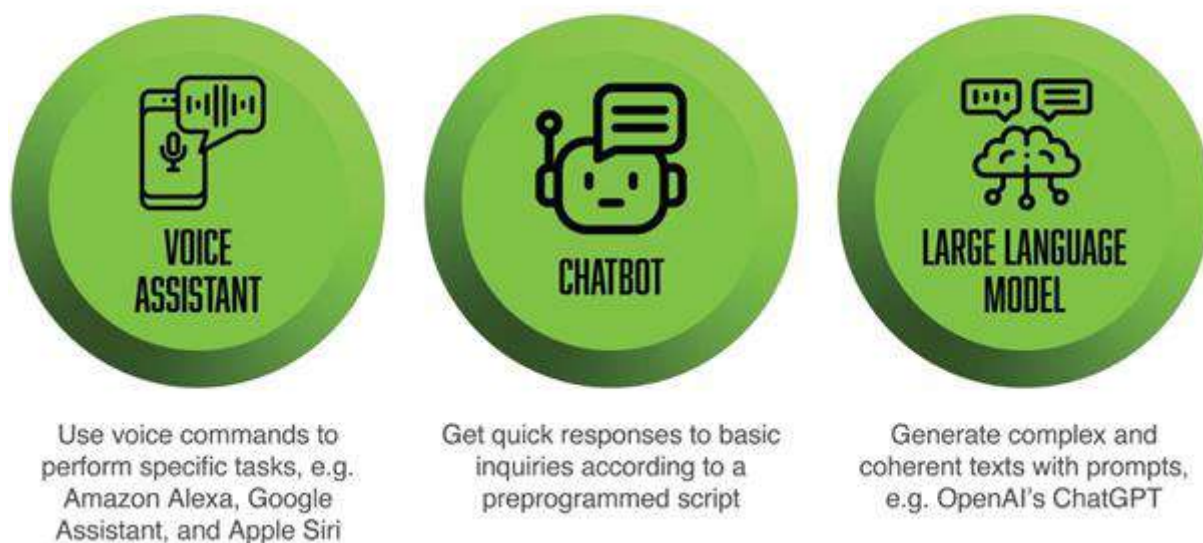 VOICE
ASSISTANT
CHATBOT
LARGE LANGUAGE
MODEL
Use voice commands to
perform specific tasks, e.g.
Amazon Alexa, Google
Assistant, and Apple Siri
Get quick responses to basic
inquiries according to a
preprogrammed script
Generate complex and
coherent texts with prompts,
e.g. OpenAI's ChatGPT